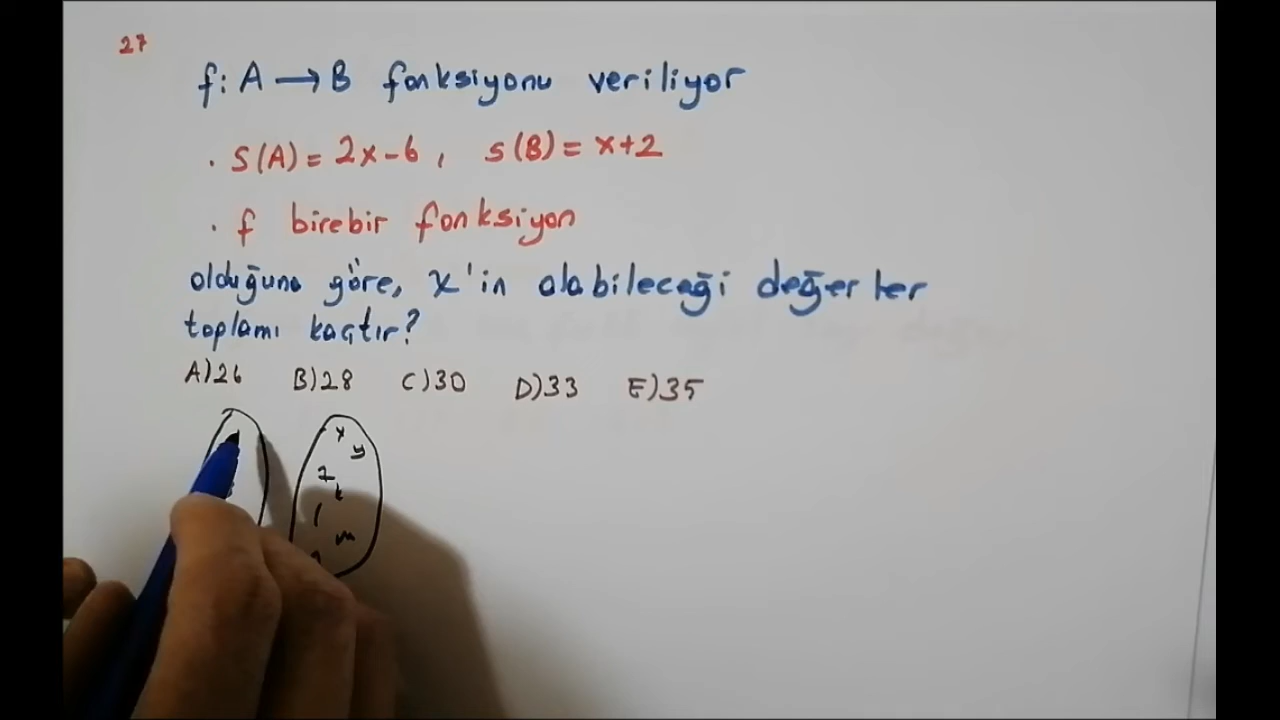 27
f: A → B fonksiyonu veriliyor
. S(A) = 2x-6, s(B) = x+2
. f birebir fonksiyon
olduğuna göre, x'in alabileceği değerler
toplamı kaçtır?
A)26 B)28 C)30 D)33 E)35
x
y
z
k
l
m